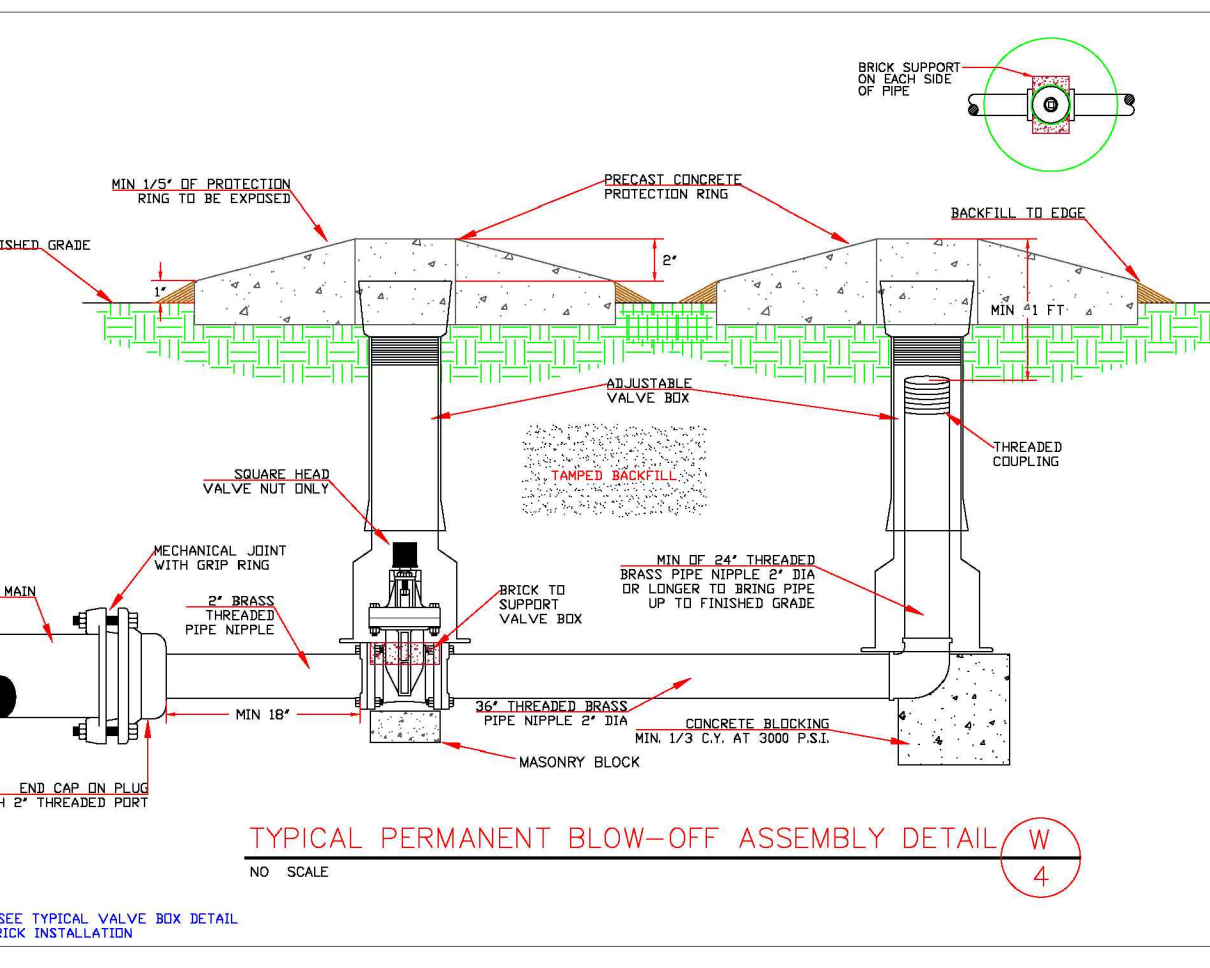 BRICK SUPPORT
ON EACH SIDE
OF PIPE
MIN 1/5" OF PROTECTION
RING TO BE EXPOSED
PRECAST CONCRETE
PROTECTION RING
BACKFILL TO EDGE
ISHED GRADE
2"
1"
MIN 1 FT
ADJUSTABLE
VALVE BOX
THREADED
COUPLING
SQUARE HEAD
VALVE NUT ONLY
TAMPED BACKFILL
MECHANICAL JOINT
WITH GRIP RING
MIN OF 24" THREADED
BRASS PIPE NIPPLE 2" DIA
OR LONGER TO BRING PIPE
UP TO FINISHED GRADE
MAIN
2" BRASS
THREADED
PIPE NIPPLE
BRICK TO
SUPPORT
VALVE BOX
MIN 18"
36" THREADED BRASS
PIPE NIPPLE 2" DIA
CONCRETE BLOCKING
MIN. 1/3 C.Y. AT 3000 P.S.I.
MASONRY BLOCK
END CAP OR PLUG
H 2" THREADED PORT
TYPICAL PERMANENT BLOW-OFF ASSEMBLY DETAIL
W
4
NO SCALE
SEE TYPICAL VALVE BOX DETAIL
RICK INSTALLATION